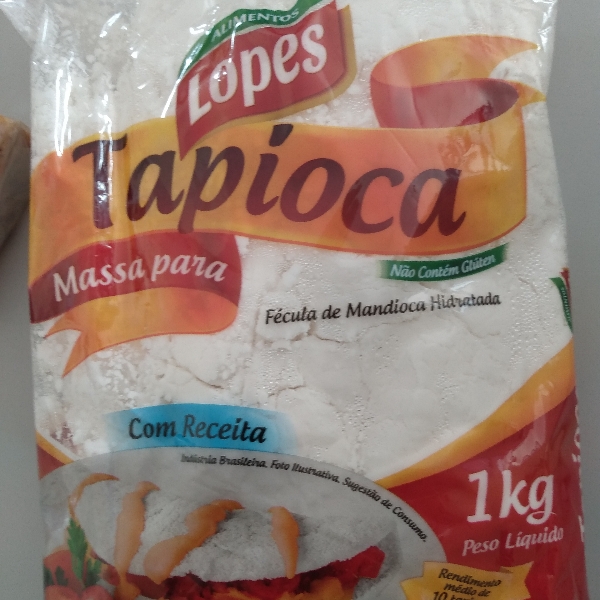 ALIMENTOS
Lopes
Tapioca
Massa para
Não Contém Glúten
Fécula de Mandioca Hidratada
Com Receita
Indústria Brasileira. Foto Ilustrativa. Sugestão de Consumo.
1kg
Peso Líquido
Rendimento
médio de
10